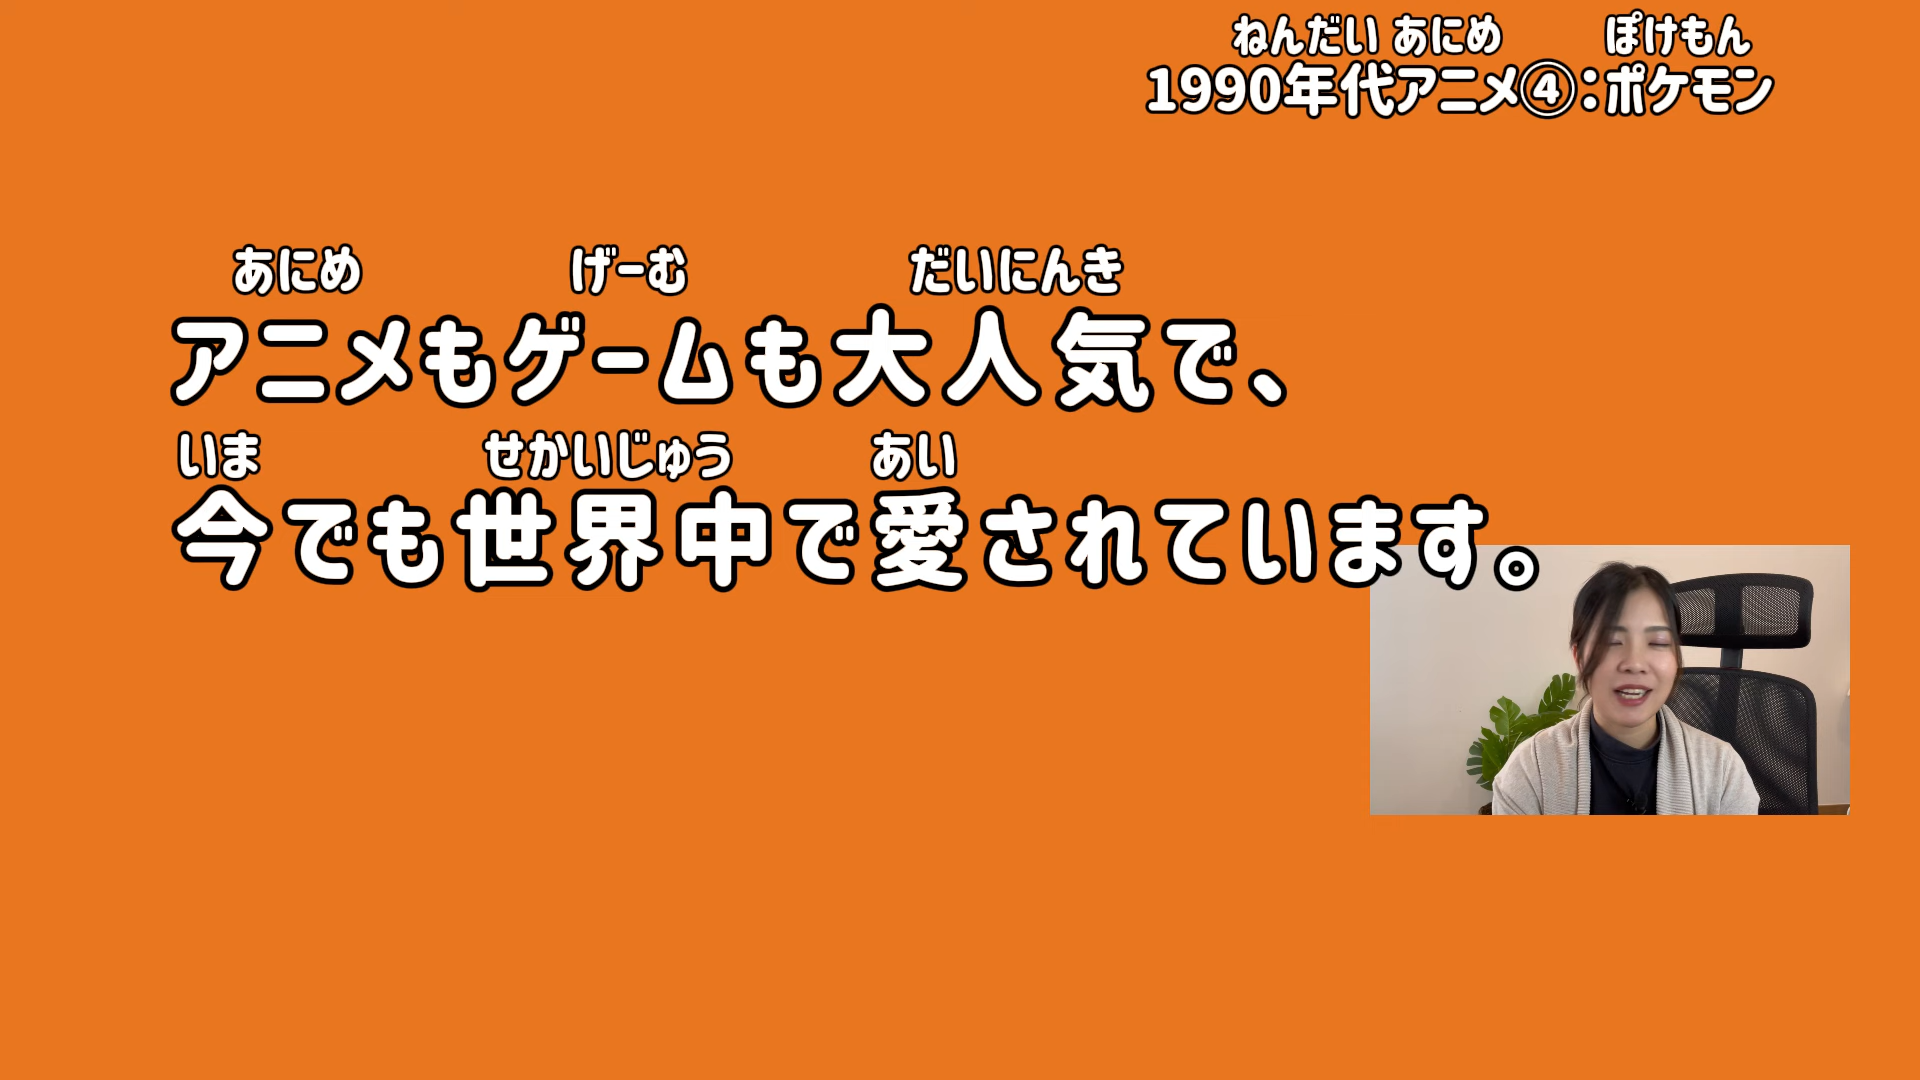 ねんだい あにめ ぽけもん
1990年代アニメ④：ポケモン
あにめ げーむ だいにんき
アニメもゲームも大人気で、
いま せかいじゅう あい
今でも世界中で愛されています。